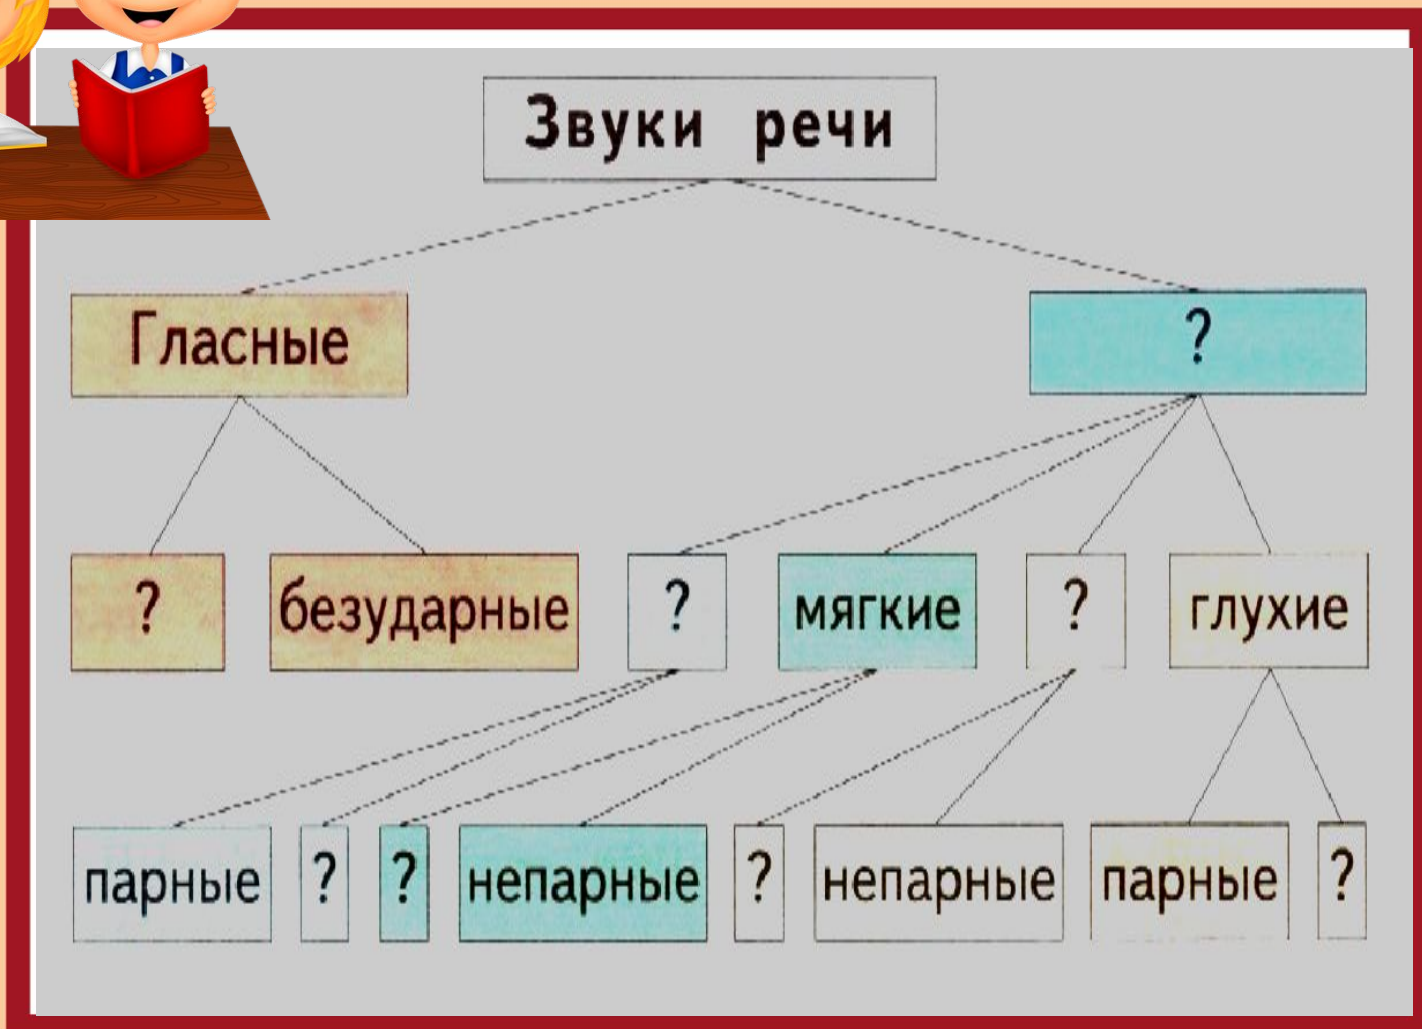 Звуки речи
Гласные
?
?
безударные
?
мягкие
?
глухие
парные
?
?
непарные
?
непарные
парные
?